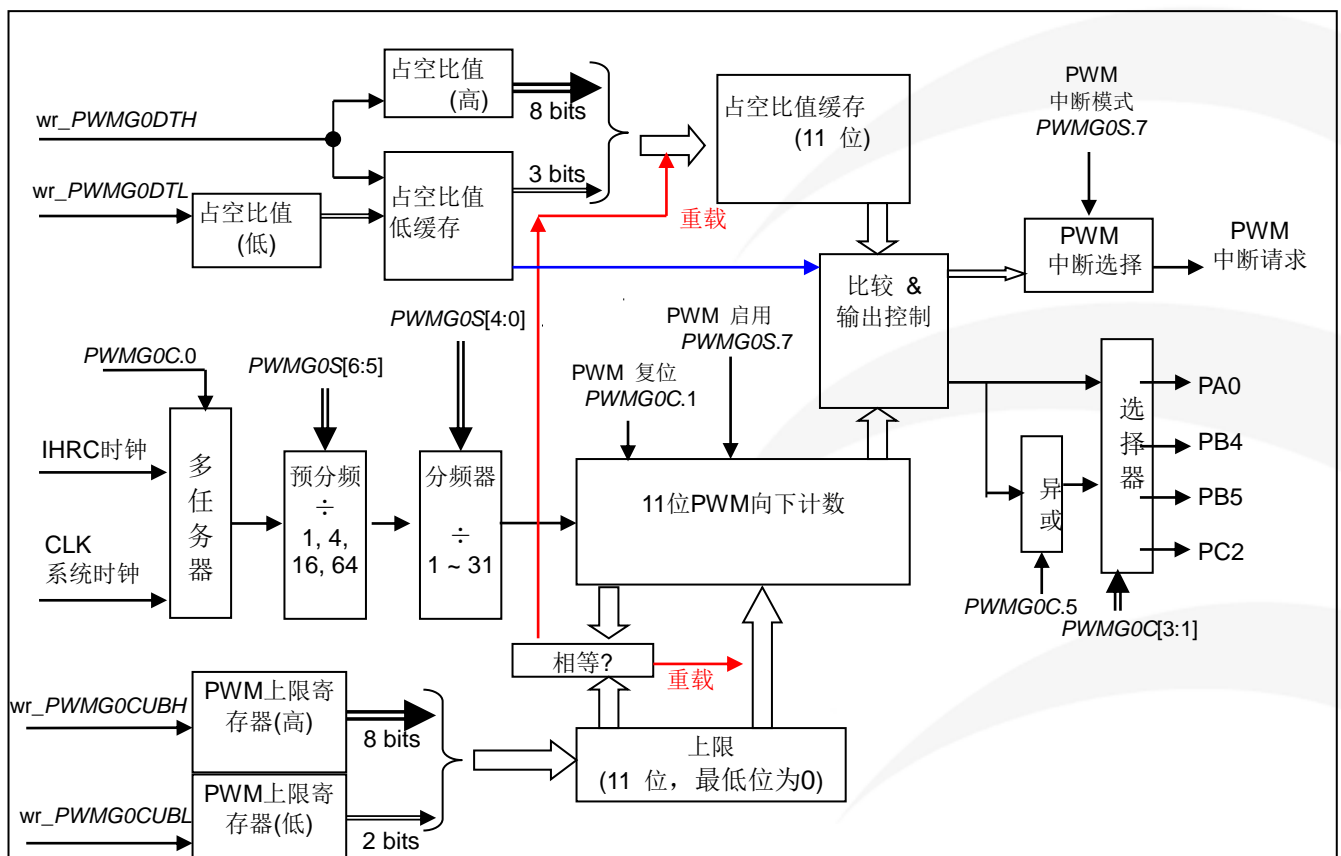 wr_PWMG0DTH
占空比值
(高)
8 bits
占空比值缓存
(11 位)
PWM
中断模式
PWMG0S.7
wr_PWMG0DTL
占空比值
(低)
占空比值
低缓存
3 bits
重载
比较 &
输出控制
PWM
中断选择
PWM
中断请求
PWMG0C.0
PWMG0S[6:5]
PWMG0S[4:0]
PWM 启用
PWMG0S.7
PWM 复位
PWMG0C.1
IHRC时钟
CLK
系统时钟
多
任
务
器
预分频
÷
1, 4,
16, 64
分频器
÷
1 ~ 31
11位PWM向下计数
异
或
选
择
器
PA0
PB4
PB5
PC2
PWMG0C.5
PWMG0C[3:1]
相等?
重载
wr_PWMG0CUBH
PWM上限寄
存器(高)
8 bits
上限
(11 位，最低位为0)
wr_PWMG0CUBL
PWM上限寄
存器(低)
2 bits